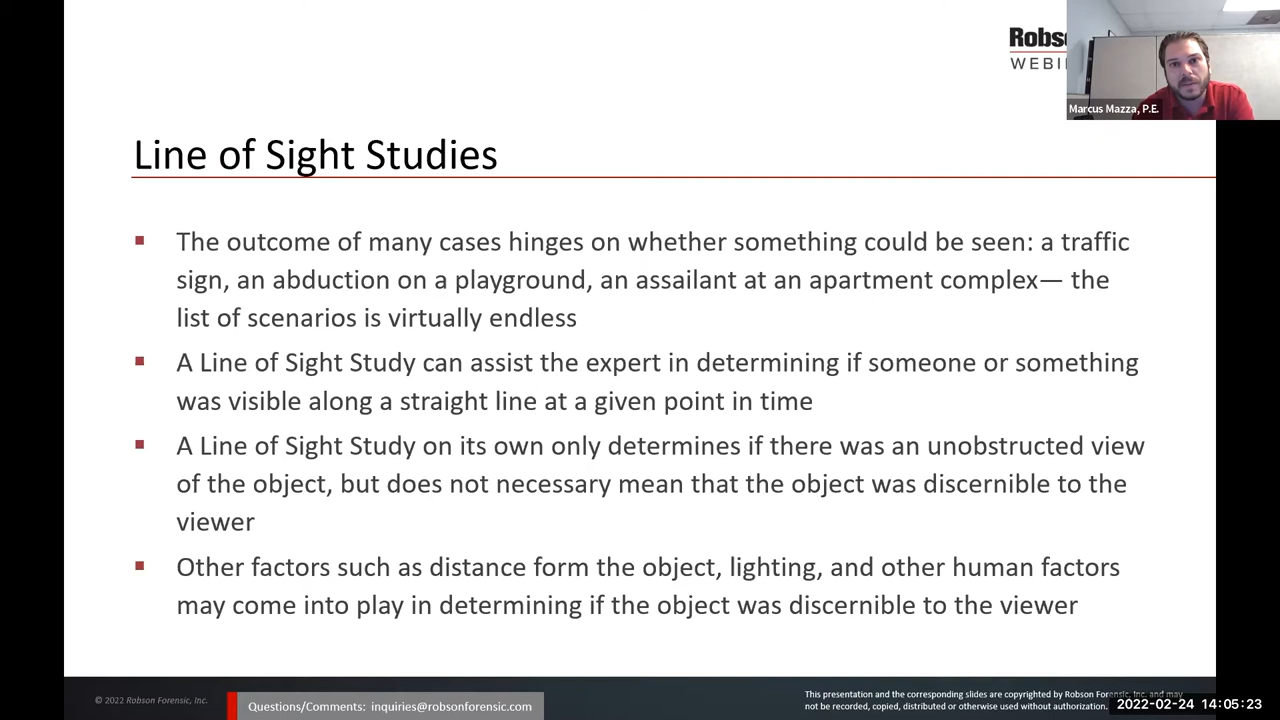 WEBI
Marcus Mazza, P.E.
Line of Sight Studies
▪ The outcome of many cases hinges on whether something could be seen: a traffic
sign, an abduction on a playground, an assailant at an apartment complex— the
list of scenarios is virtually endless
▪ A Line of Sight Study can assist the expert in determining if someone or something
was visible along a straight line at a given point in time
▪ A Line of Sight Study on its own only determines if there was an unobstructed view
of the object, but does not necessary mean that the object was discernible to the
viewer
▪ Other factors such as distance form the object, lighting, and other human factors
may come into play in determining if the object was discernible to the viewer
© 2022 Robson Forensic, Inc.
Questions/Comments: inquiries@robsonforensic.com
This presentation and the corresponding slides are copyrighted by Robson Forensic, Inc. and may
not be recorded, copied, distributed or otherwise used without authorization.
2022-02-24 14:05:23